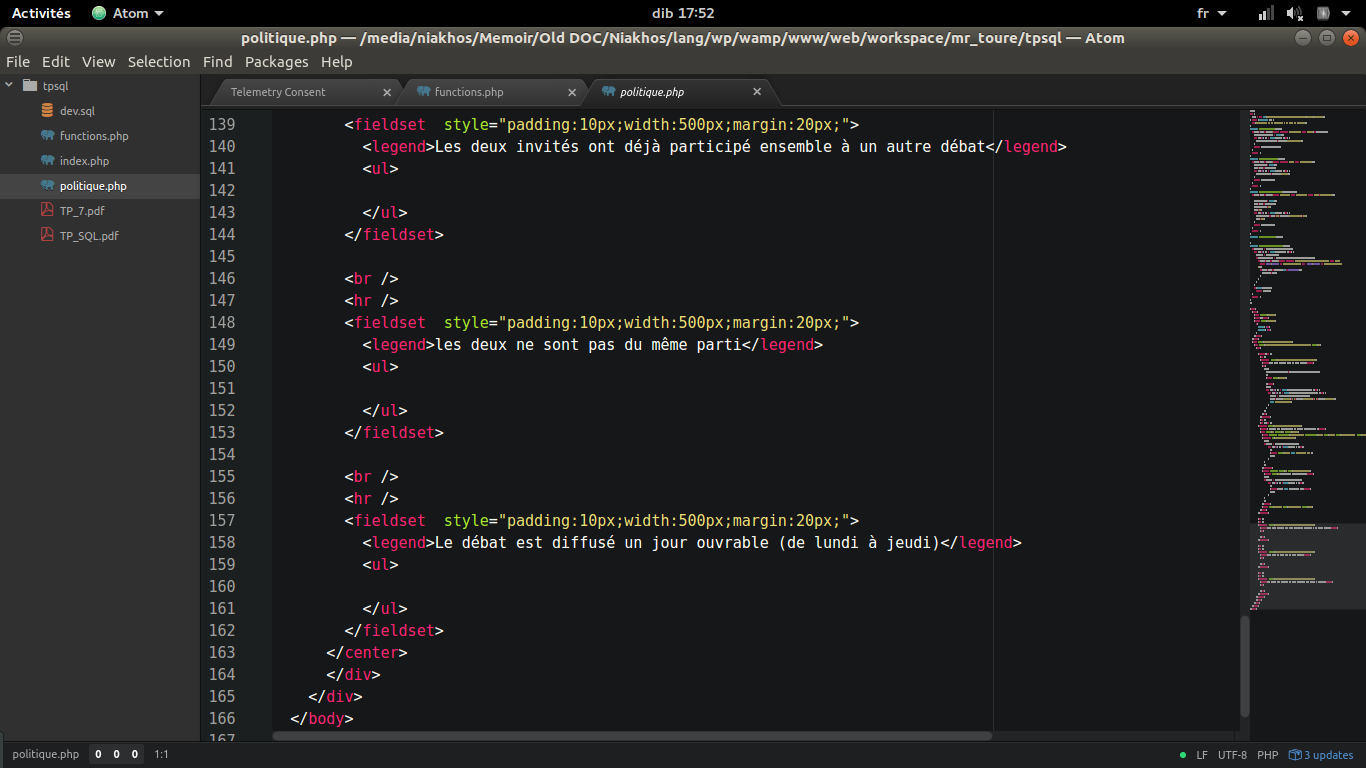 Activités Atom dib 17:52 fr
politique.php — /media/niakhos/Memoir/Old DOC/Niakhos/lang/wp/wamp/www/web/workspace/mr_toure/tpsql — Atom
File Edit View Selection Find Packages Help
tpsql
dev.sql
functions.php
index.php
politique.php
TP_7.pdf
TP_SQL.pdf
Telemetry Consent functions.php politique.php
139 <fieldset  style="padding:10px;width:500px;margin:20px;">
140 <legend>Les deux invités ont déjà participé ensemble à un autre débat</legend>
141 <ul>
142
143 </ul>
144 </fieldset>
145
146 <br />
147 <hr />
148 <fieldset  style="padding:10px;width:500px;margin:20px;">
149 <legend>les deux ne sont pas du même parti</legend>
150 <ul>
151
152 </ul>
153 </fieldset>
154
155 <br />
156 <hr />
157 <fieldset  style="padding:10px;width:500px;margin:20px;">
158 <legend>Le débat est diffusé un jour ouvrable (de lundi à jeudi)</legend>
159 <ul>
160
161 </ul>
162 </fieldset>
163 </center>
164 </div>
165 </div>
166 </body>
167
politique.php 0 0 0 1:1 LF UTF-8 PHP 3 updates